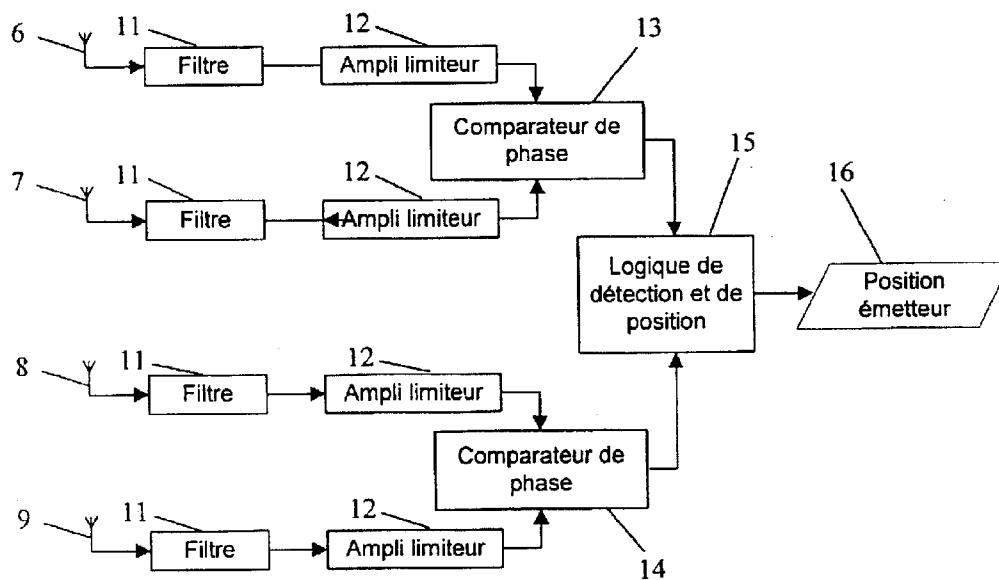 6
11
Filtre
12
Ampli limiteur
13
Comparateur de
phase
7
11
Filtre
12
Ampli limiteur
15
Logique de
détection et de
position
16
Position
émetteur
8
11
Filtre
12
Ampli limiteur
Comparateur de
phase
14
9
11
Filtre
12
Ampli limiteur